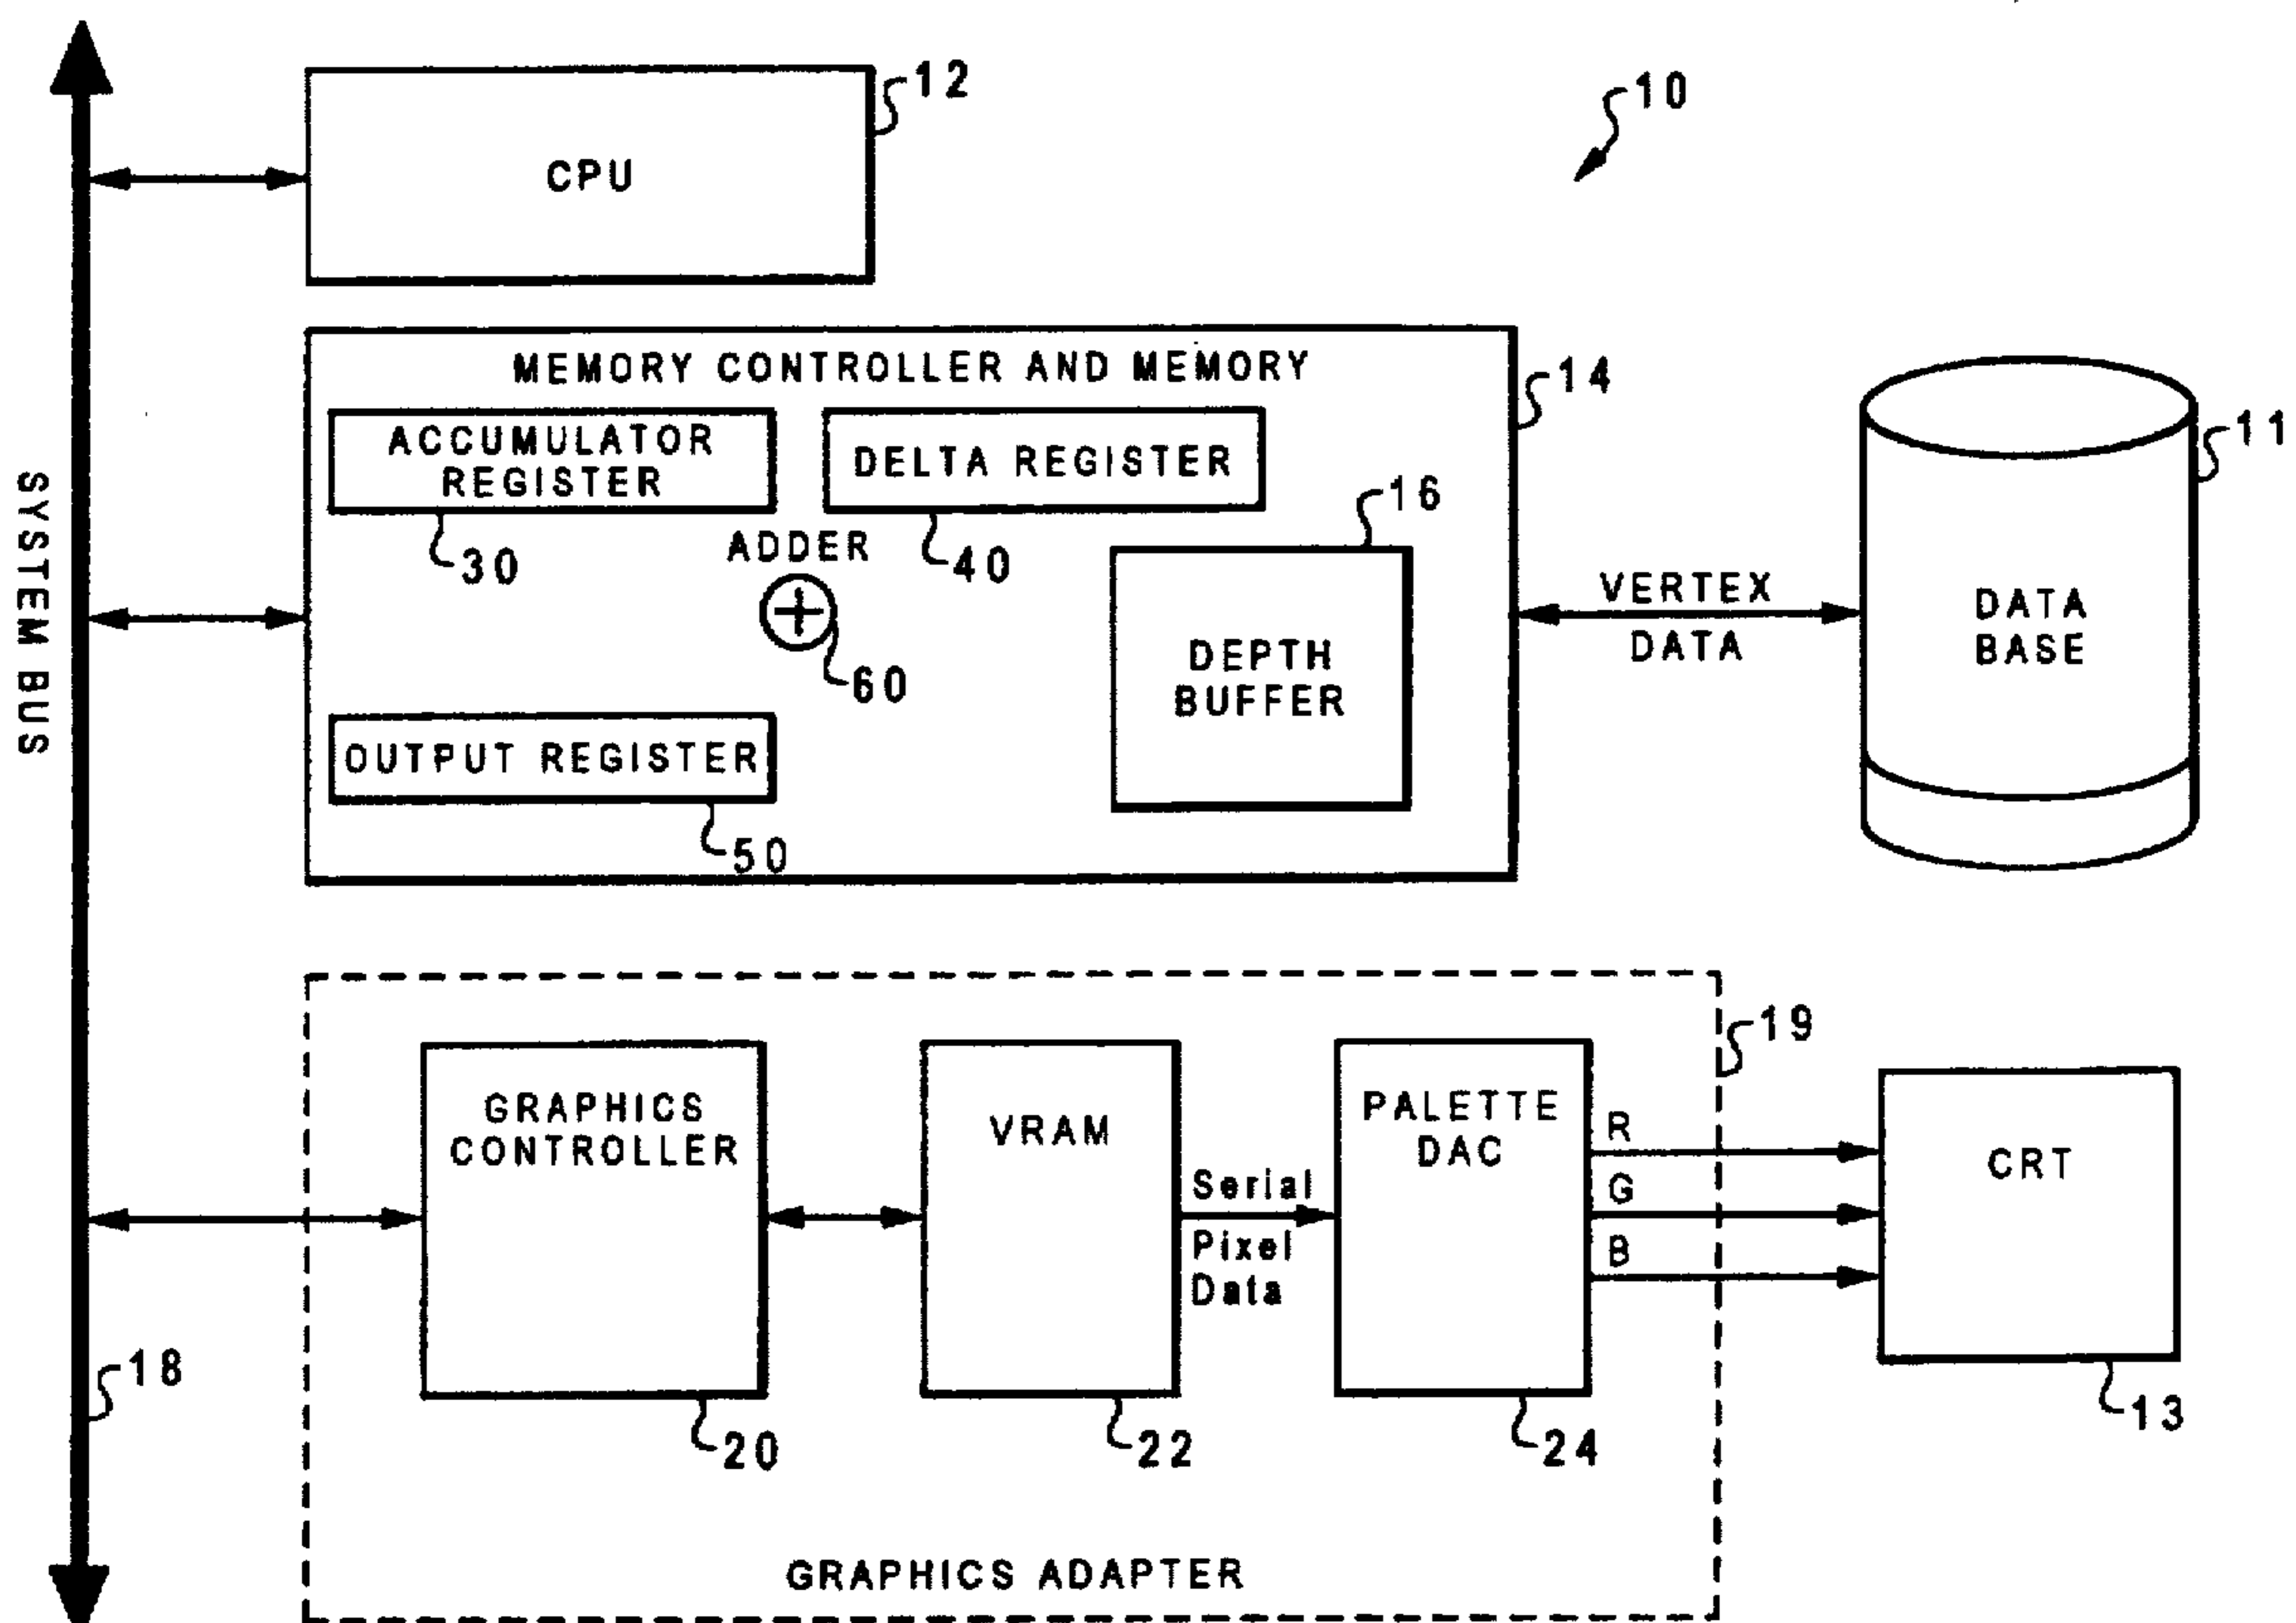 12
10
CPU
MEMORY CONTROLLER AND MEMORY
14
ACCUMULATOR
REGISTER
30
DELTA REGISTER
40
16
11
ADDER
60
DEPTH
BUFFER
VERTEX
DATA
DATA
BASE
OUTPUT REGISTER
50
SYSTEM BUS
18
19
GRAPHICS
CONTROLLER
20
VRAM
22
Serial
Pixel
Data
PALETTE
DAC
24
R
G
B
CRT
13
GRAPHICS ADAPTER